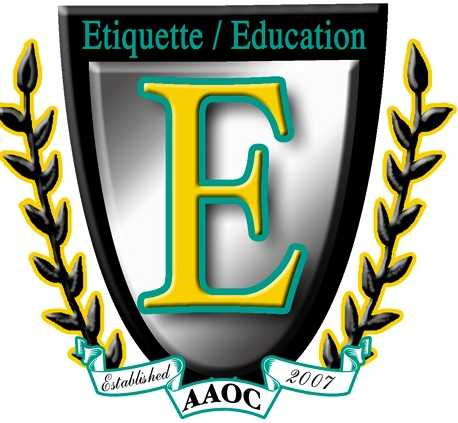 Etiquette / Education
E
Established AAOC 2007